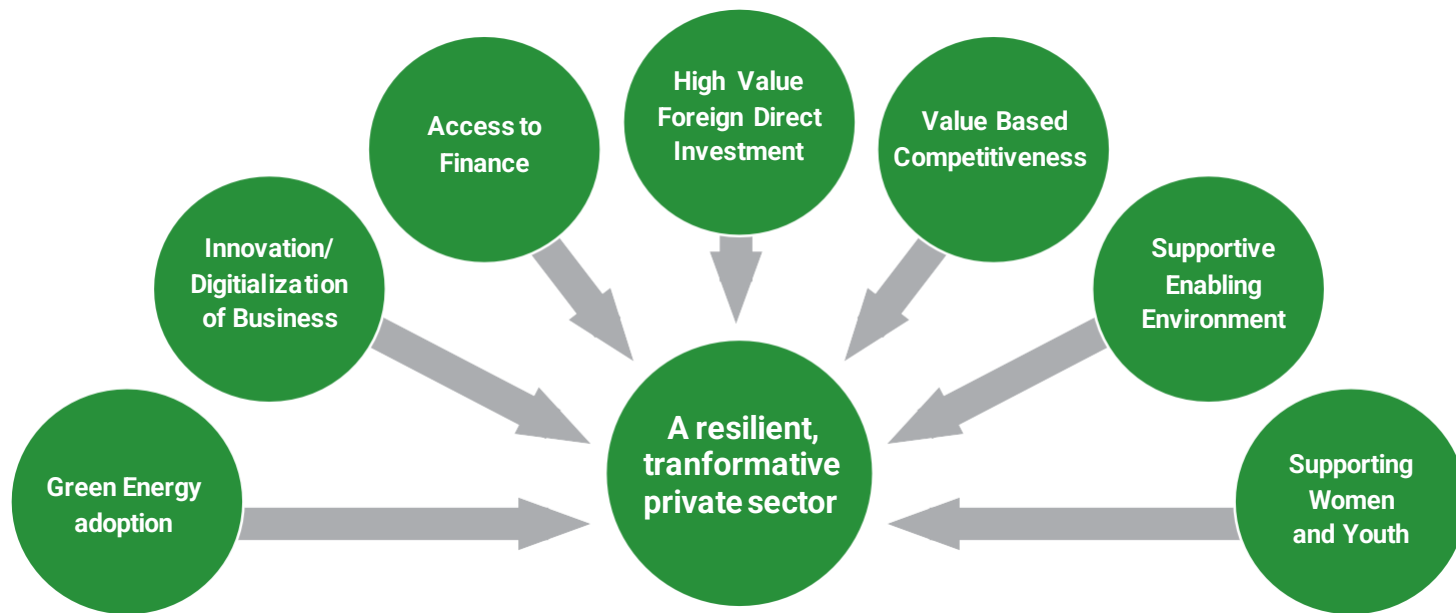 High Value
Foreign Direct
Investment
Access to
Finance
Value Based
Competitiveness
Innovation/
Digitialization
of Business
Supportive
Enabling
Environment
A resilient,
tranformative
private sector
Green Energy
adoption
Supporting
Women
and Youth